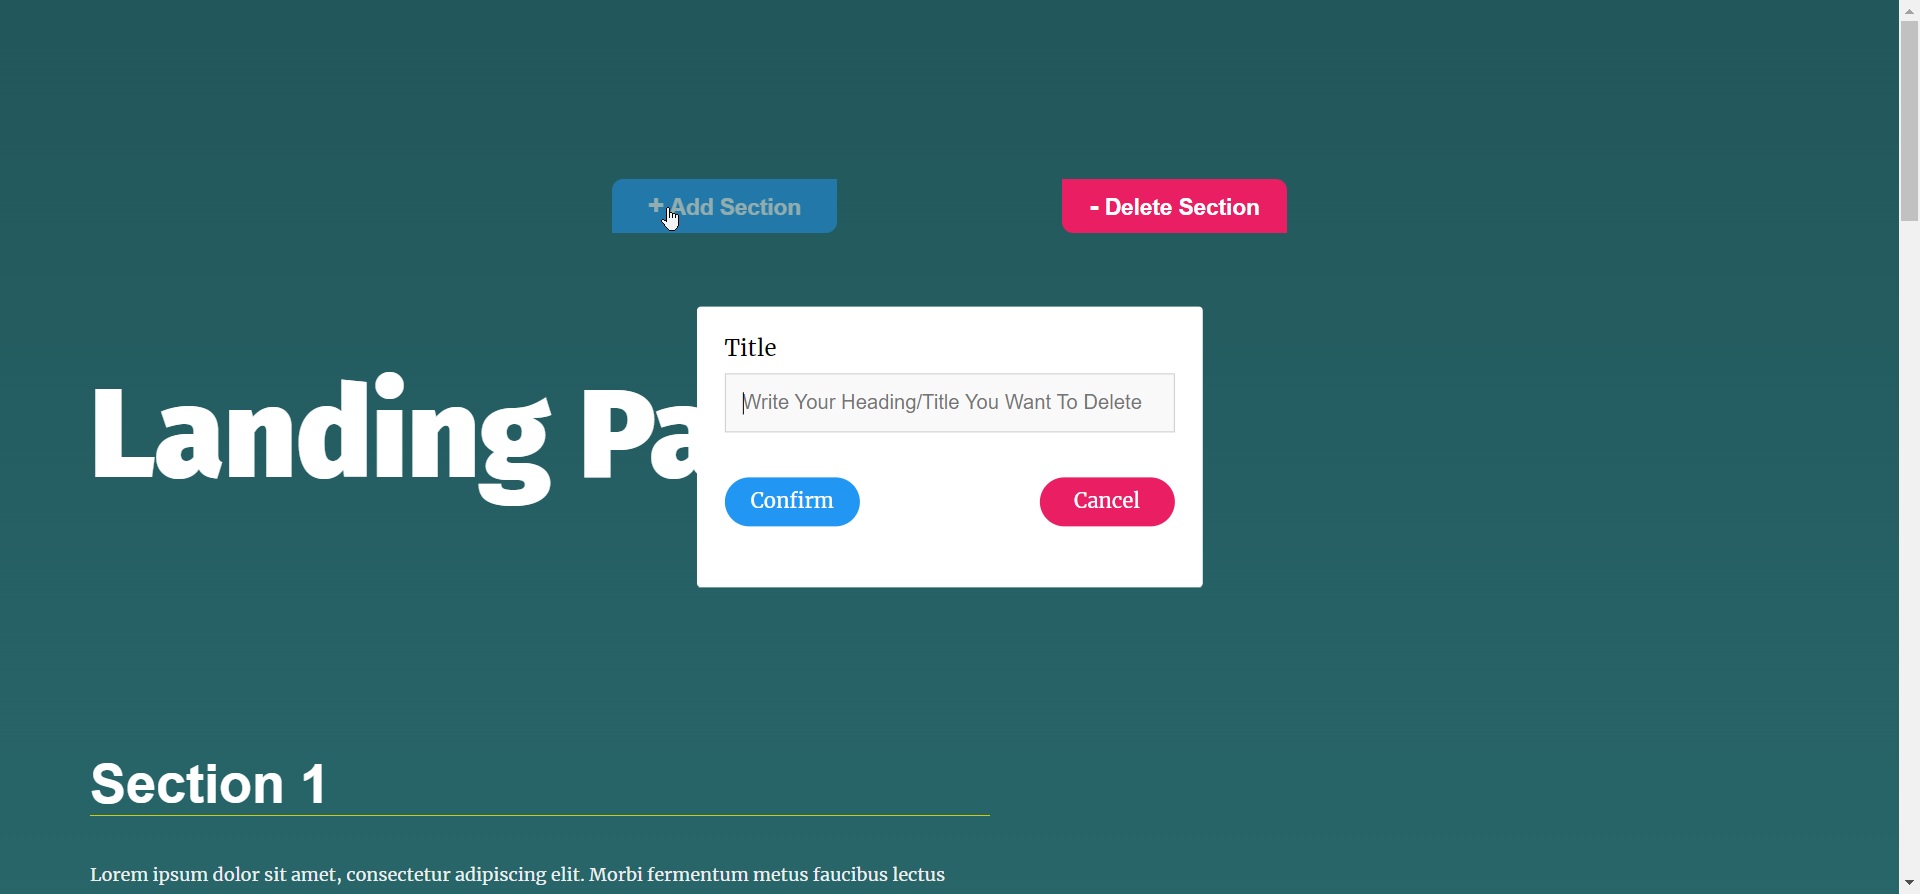 + Add Section
- Delete Section
Title
Write Your Heading/Title You Want To Delete
Landing Pa
Confirm
Cancel
Section 1
Lorem ipsum dolor sit amet, consectetur adipiscing elit. Morbi fermentum metus faucibus lectus